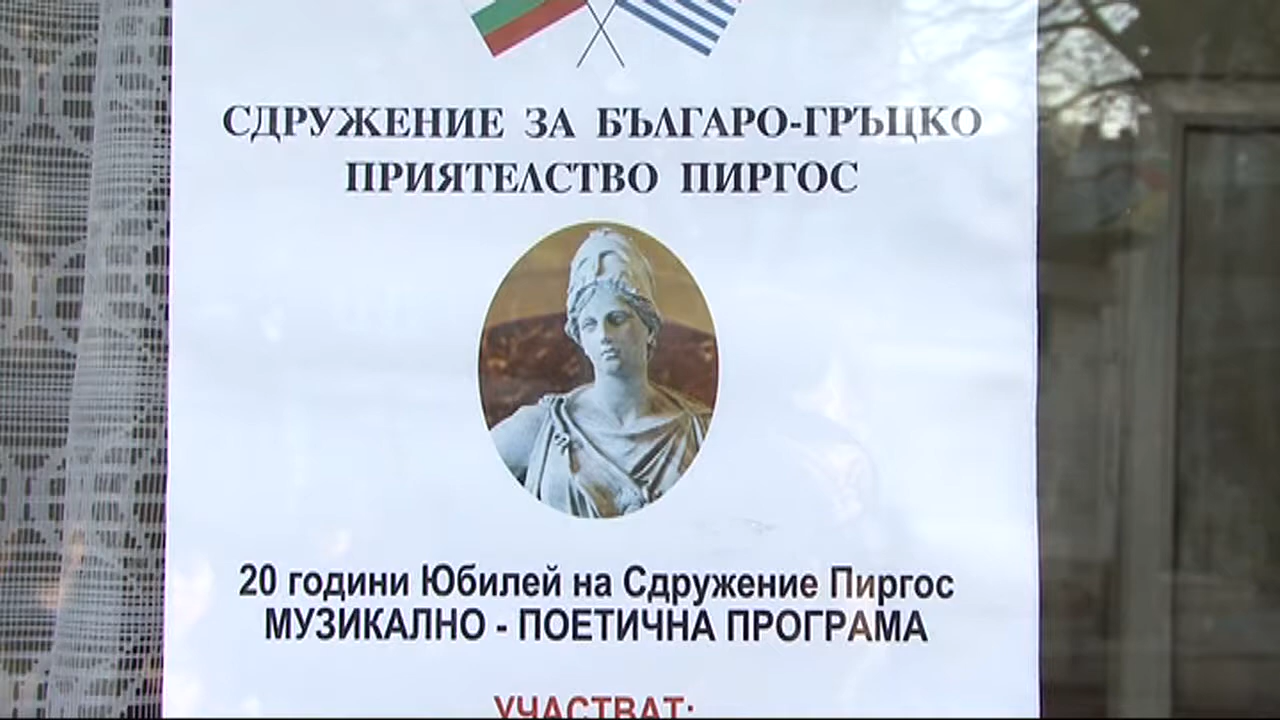 СДРУЖЕНИЕ ЗА БЪЛГАРО-ГРЪЦКО
ПРИЯТЕЛСТВО ПИРГОС
20 години Юбилей на Сдружение Пиргос
МУЗИКАЛНО - ПОЕТИЧНА ПРОГРАМА
УЧАСТВАТ: